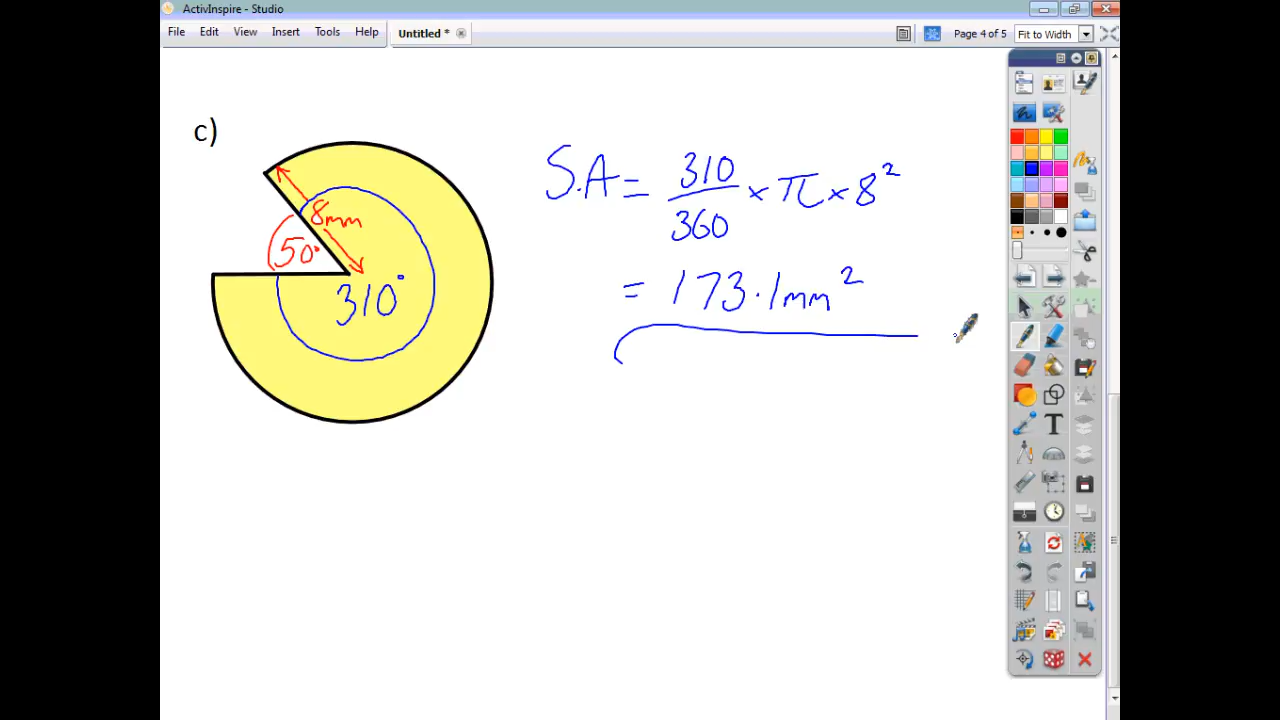 ActivInspire - Studio
File Edit View Insert Tools Help
Untitled *
Page 4 of 5
Fit to Width
c)
8mm
50°
310°
S.A = 310/360 × π × 8²
= 173.1mm²
T